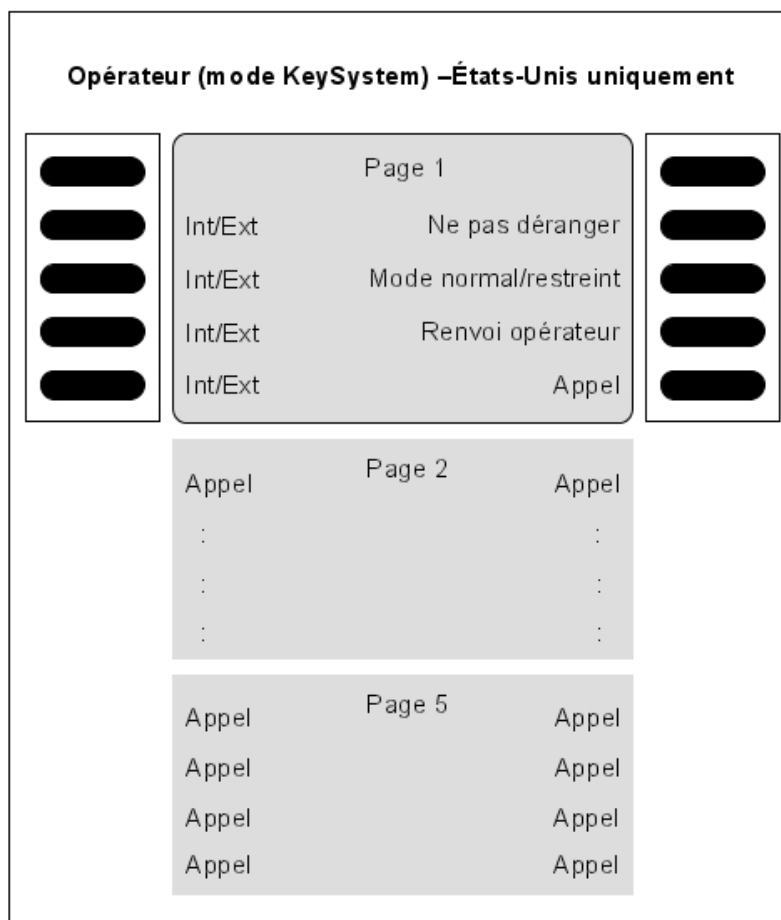 Opérateur (mode KeySystem) –États-Unis uniquement
Page 1
Int/Ext Ne pas déranger
Int/Ext Mode normal/restreint
Int/Ext Renvoi opérateur
Int/Ext Appel
Page 2
Appel Appel
: :
: :
: :
Page 5
Appel Appel
Appel Appel
Appel Appel
Appel Appel